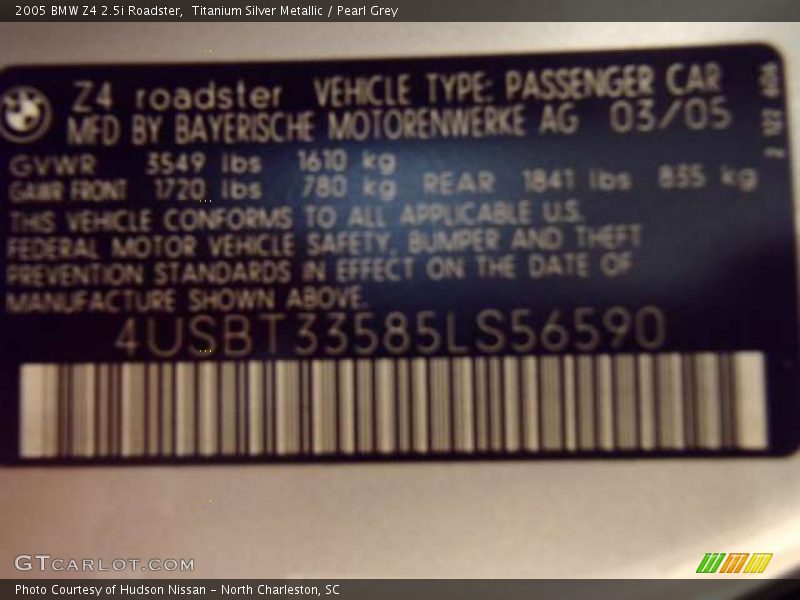 2005 BMW Z4 2.5i Roadster,  Titanium Silver Metallic / Pearl Grey
Z4 roadster VEHICLE TYPE: PASSENGER CAR
MFD BY BAYERISCHE MOTORENWERKE AG 03/05
GVWR 3549 lbs 1610 kg
GAWR FRONT 1720 lbs 780 kg REAR 1841 lbs 835 kg
THIS VEHICLE CONFORMS TO ALL APPLICABLE U.S.
FEDERAL MOTOR VEHICLE SAFETY, BUMPER AND THEFT
PREVENTION STANDARDS IN EFFECT ON THE DATE OF
MANUFACTURE SHOWN ABOVE.
4USBT33585LS56590
GTCARLOT.COM
Photo Courtesy of Hudson Nissan - North Charleston, SC